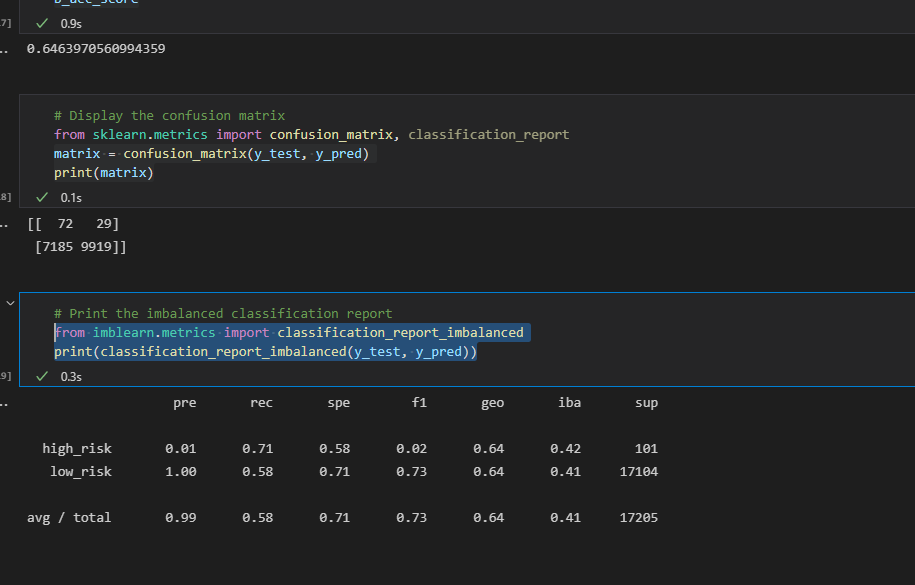 b_acc_score
7]
0.9s
0.6463970560994359
# Display the confusion matrix
from sklearn.metrics import confusion_matrix, classification_report
matrix = confusion_matrix(y_test, y_pred)
print(matrix)
8]
0.1s
[[  72   29]
 [7185 9919]]
# Print the imbalanced classification report
from imblearn.metrics import classification_report_imbalanced
print(classification_report_imbalanced(y_test, y_pred))
9]
0.3s
pre rec spe f1 geo iba sup
high_risk 0.01 0.71 0.58 0.02 0.64 0.42 101
low_risk 1.00 0.58 0.71 0.73 0.64 0.41 17104
avg / total 0.99 0.58 0.71 0.73 0.64 0.41 17205